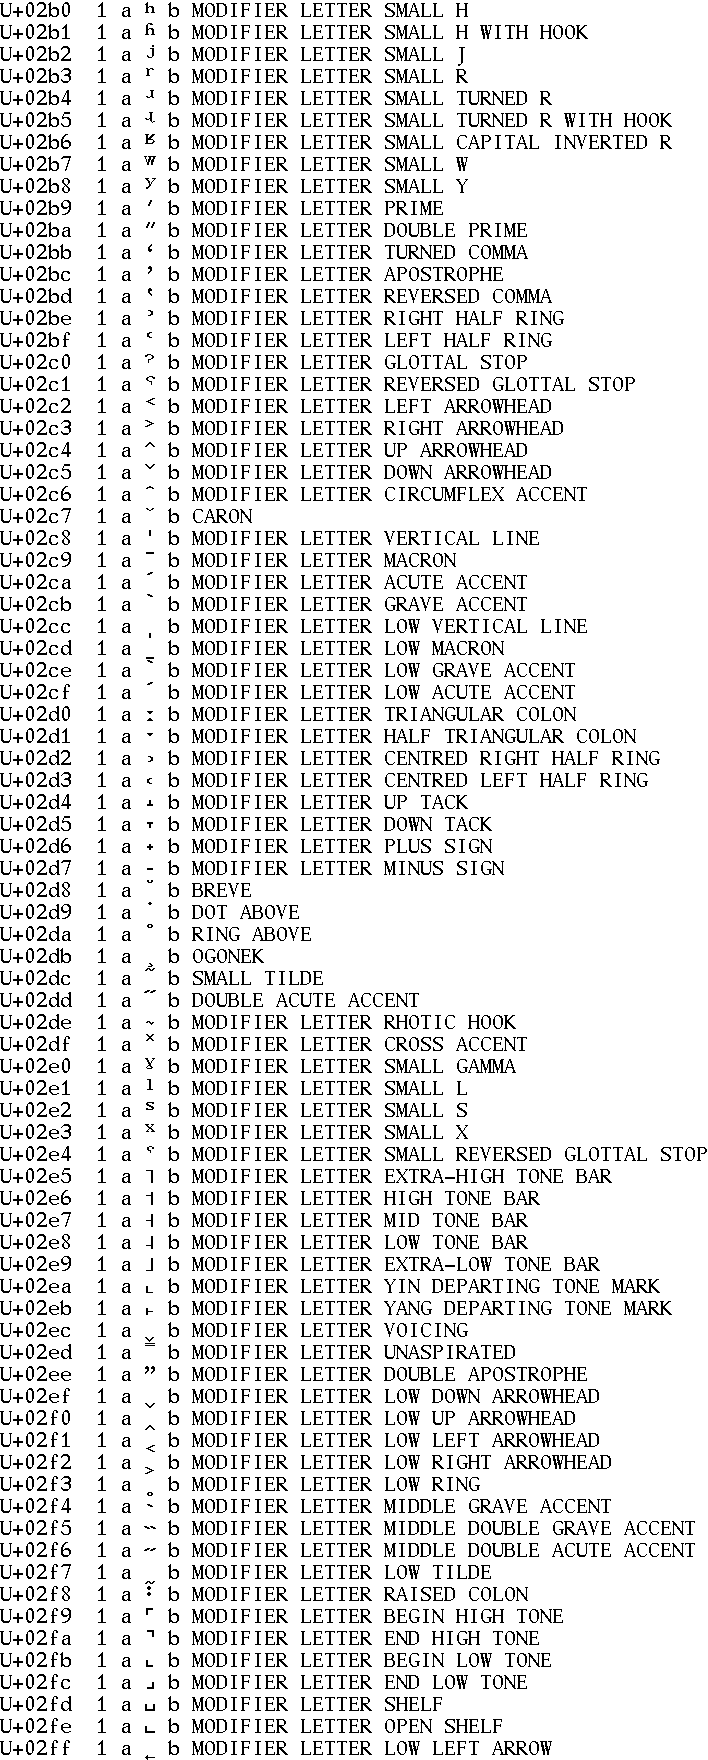 U+02b0 1 a ʰ b MODIFIER LETTER SMALL H
U+02b1 1 a ʱ b MODIFIER LETTER SMALL H WITH HOOK
U+02b2 1 a ʲ b MODIFIER LETTER SMALL J
U+02b3 1 a ʳ b MODIFIER LETTER SMALL R
U+02b4 1 a ʴ b MODIFIER LETTER SMALL TURNED R
U+02b5 1 a ʵ b MODIFIER LETTER SMALL TURNED R WITH HOOK
U+02b6 1 a ʶ b MODIFIER LETTER SMALL CAPITAL INVERTED R
U+02b7 1 a ʷ b MODIFIER LETTER SMALL W
U+02b8 1 a ʸ b MODIFIER LETTER SMALL Y
U+02b9 1 a ʹ b MODIFIER LETTER PRIME
U+02ba 1 a ʺ b MODIFIER LETTER DOUBLE PRIME
U+02bb 1 a ʻ b MODIFIER LETTER TURNED COMMA
U+02bc 1 a ʼ b MODIFIER LETTER APOSTROPHE
U+02bd 1 a ʽ b MODIFIER LETTER REVERSED COMMA
U+02be 1 a ʾ b MODIFIER LETTER RIGHT HALF RING
U+02bf 1 a ʿ b MODIFIER LETTER LEFT HALF RING
U+02c0 1 a ˀ b MODIFIER LETTER GLOTTAL STOP
U+02c1 1 a ˁ b MODIFIER LETTER REVERSED GLOTTAL STOP
U+02c2 1 a ˂ b MODIFIER LETTER LEFT ARROWHEAD
U+02c3 1 a ˃ b MODIFIER LETTER RIGHT ARROWHEAD
U+02c4 1 a ˄ b MODIFIER LETTER UP ARROWHEAD
U+02c5 1 a ˅ b MODIFIER LETTER DOWN ARROWHEAD
U+02c6 1 a ˆ b MODIFIER LETTER CIRCUMFLEX ACCENT
U+02c7 1 a ˇ b CARON
U+02c8 1 a ˈ b MODIFIER LETTER VERTICAL LINE
U+02c9 1 a ˉ b MODIFIER LETTER MACRON
U+02ca 1 a ˊ b MODIFIER LETTER ACUTE ACCENT
U+02cb 1 a ˋ b MODIFIER LETTER GRAVE ACCENT
U+02cc 1 a ˌ b MODIFIER LETTER LOW VERTICAL LINE
U+02cd 1 a ˍ b MODIFIER LETTER LOW MACRON
U+02ce 1 a ˎ b MODIFIER LETTER LOW GRAVE ACCENT
U+02cf 1 a ˏ b MODIFIER LETTER LOW ACUTE ACCENT
U+02d0 1 a ː b MODIFIER LETTER TRIANGULAR COLON
U+02d1 1 a ˑ b MODIFIER LETTER HALF TRIANGULAR COLON
U+02d2 1 a ˒ b MODIFIER LETTER CENTRED RIGHT HALF RING
U+02d3 1 a ˓ b MODIFIER LETTER CENTRED LEFT HALF RING
U+02d4 1 a ˔ b MODIFIER LETTER UP TACK
U+02d5 1 a ˕ b MODIFIER LETTER DOWN TACK
U+02d6 1 a ˖ b MODIFIER LETTER PLUS SIGN
U+02d7 1 a ˗ b MODIFIER LETTER MINUS SIGN
U+02d8 1 a ˘ b BREVE
U+02d9 1 a ˙ b DOT ABOVE
U+02da 1 a ˚ b RING ABOVE
U+02db 1 a ˛ b OGONEK
U+02dc 1 a ˜ b SMALL TILDE
U+02dd 1 a ˝ b DOUBLE ACUTE ACCENT
U+02de 1 a ˞ b MODIFIER LETTER RHOTIC HOOK
U+02df 1 a ˟ b MODIFIER LETTER CROSS ACCENT
U+02e0 1 a ˠ b MODIFIER LETTER SMALL GAMMA
U+02e1 1 a ˡ b MODIFIER LETTER SMALL L
U+02e2 1 a ˢ b MODIFIER LETTER SMALL S
U+02e3 1 a ˣ b MODIFIER LETTER SMALL X
U+02e4 1 a ˤ b MODIFIER LETTER SMALL REVERSED GLOTTAL STOP
U+02e5 1 a ˥ b MODIFIER LETTER EXTRA-HIGH TONE BAR
U+02e6 1 a ˦ b MODIFIER LETTER HIGH TONE BAR
U+02e7 1 a ˧ b MODIFIER LETTER MID TONE BAR
U+02e8 1 a ˨ b MODIFIER LETTER LOW TONE BAR
U+02e9 1 a ˩ b MODIFIER LETTER EXTRA-LOW TONE BAR
U+02ea 1 a ˪ b MODIFIER LETTER YIN DEPARTING TONE MARK
U+02eb 1 a ˫ b MODIFIER LETTER YANG DEPARTING TONE MARK
U+02ec 1 a ˬ b MODIFIER LETTER VOICING
U+02ed 1 a ˭ b MODIFIER LETTER UNASPIRATED
U+02ee 1 a ˮ b MODIFIER LETTER DOUBLE APOSTROPHE
U+02ef 1 a ˯ b MODIFIER LETTER LOW DOWN ARROWHEAD
U+02f0 1 a ˰ b MODIFIER LETTER LOW UP ARROWHEAD
U+02f1 1 a ˱ b MODIFIER LETTER LOW LEFT ARROWHEAD
U+02f2 1 a ˲ b MODIFIER LETTER LOW RIGHT ARROWHEAD
U+02f3 1 a ˳ b MODIFIER LETTER LOW RING
U+02f4 1 a ˴ b MODIFIER LETTER MIDDLE GRAVE ACCENT
U+02f5 1 a ˵ b MODIFIER LETTER MIDDLE DOUBLE GRAVE ACCENT
U+02f6 1 a ˶ b MODIFIER LETTER MIDDLE DOUBLE ACUTE ACCENT
U+02f7 1 a ˷ b MODIFIER LETTER LOW TILDE
U+02f8 1 a ˸ b MODIFIER LETTER RAISED COLON
U+02f9 1 a ˹ b MODIFIER LETTER BEGIN HIGH TONE
U+02fa 1 a ˺ b MODIFIER LETTER END HIGH TONE
U+02fb 1 a ˻ b MODIFIER LETTER BEGIN LOW TONE
U+02fc 1 a ˼ b MODIFIER LETTER END LOW TONE
U+02fd 1 a ˽ b MODIFIER LETTER SHELF
U+02fe 1 a ˾ b MODIFIER LETTER OPEN SHELF
U+02ff 1 a ˿ b MODIFIER LETTER LOW LEFT ARROW